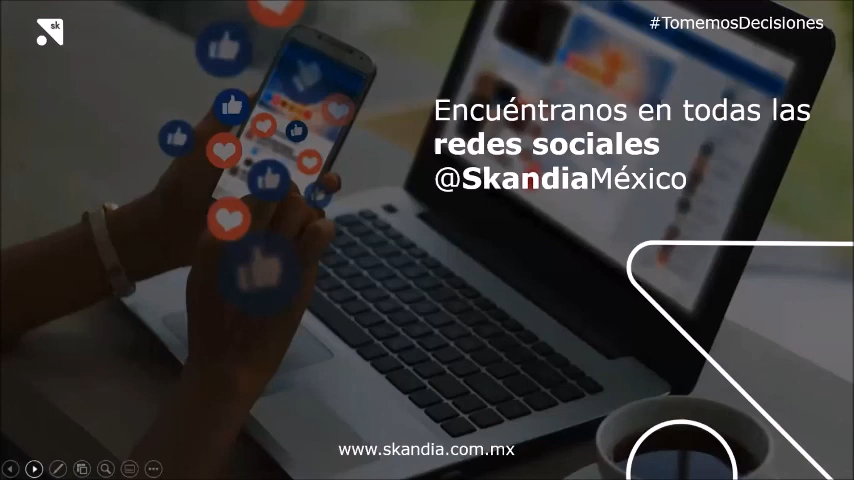 sk
#TomemosDecisiones
Encuéntranos en todas las
redes sociales
@SkandiaMéxico
www.skandia.com.mx